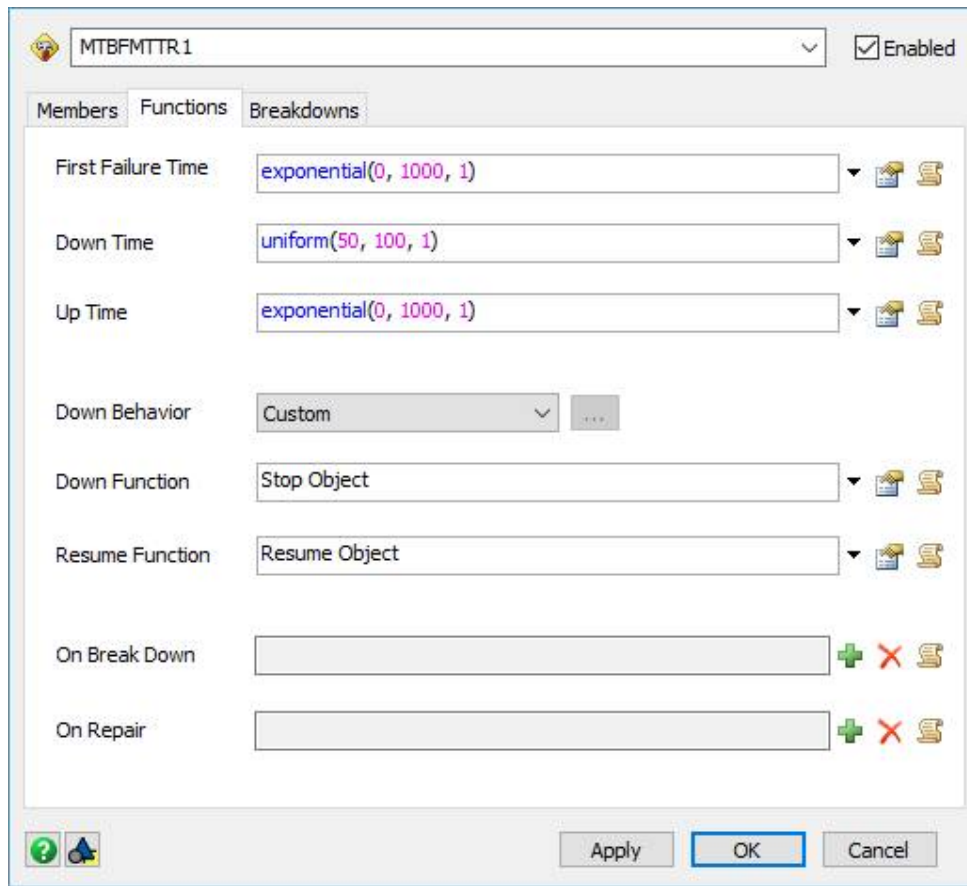 MTBFMTTR1
Enabled
Members Functions Breakdowns
First Failure Time exponential(0, 1000, 1)
Down Time uniform(50, 100, 1)
Up Time exponential(0, 1000, 1)
Down Behavior Custom ...
Down Function Stop Object
Resume Function Resume Object
On Break Down
On Repair
? Apply OK Cancel